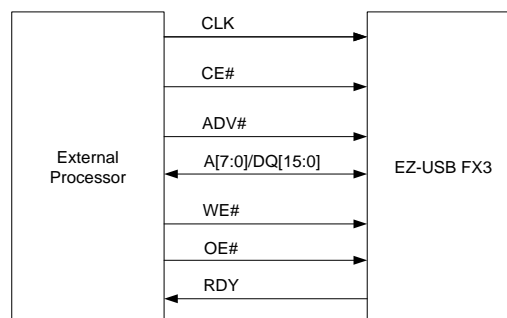 CLK
CE#
ADV#
A[7:0]/DQ[15:0]
External
Processor
EZ-USB FX3
WE#
OE#
RDY